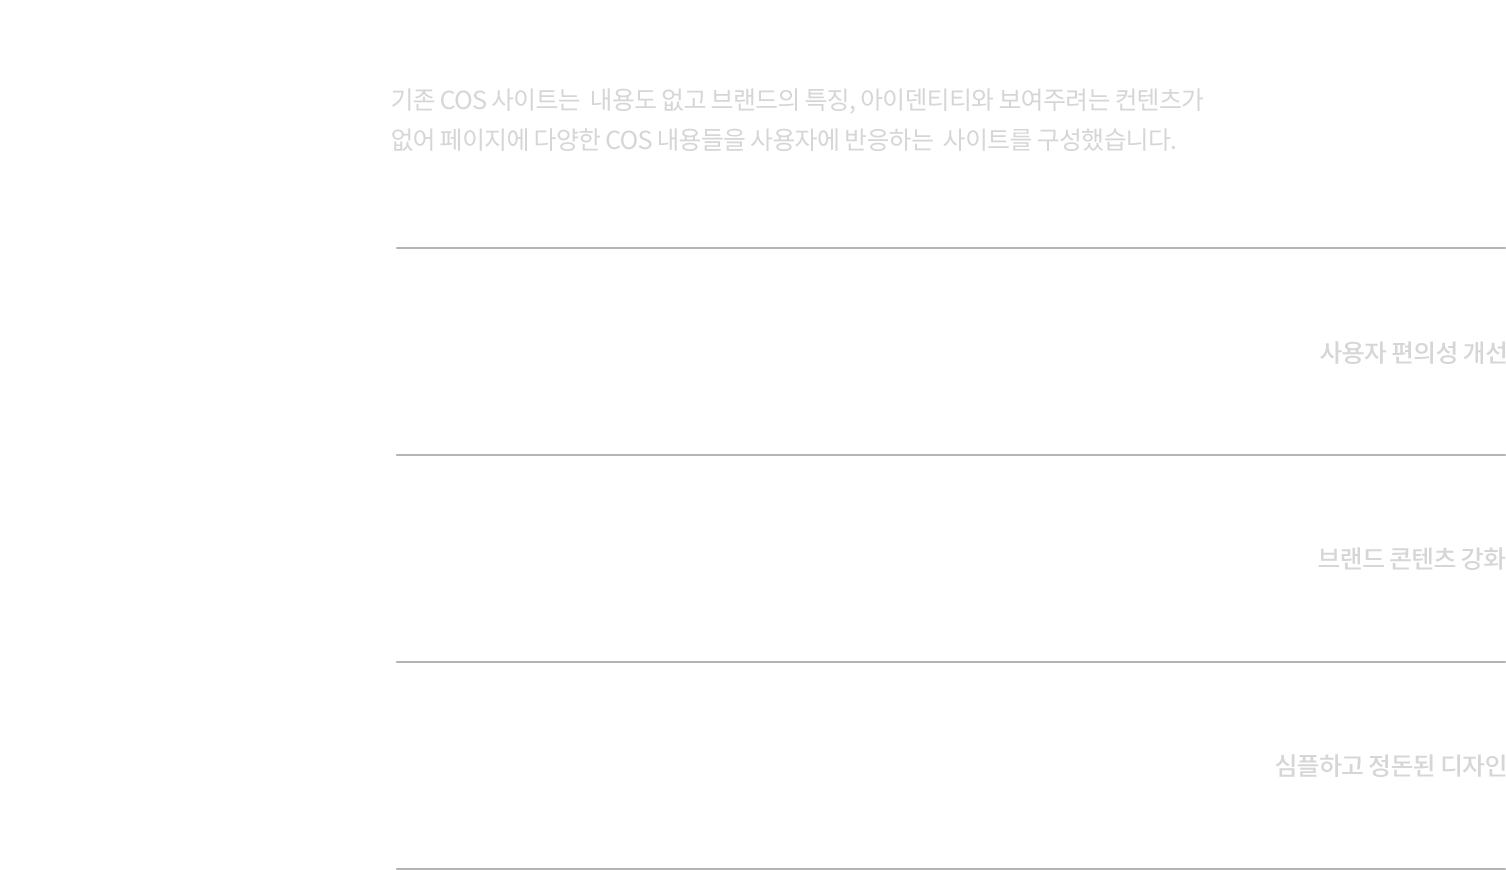 기존 COS 사이트는  내용도 없고 브랜드의 특징, 아이덴티티와 보여주려는 컨텐츠가
없어 페이지에 다양한 COS 내용들을 사용자에 반응하는  사이트를 구성했습니다.
사용자 편의성 개선
브랜드 콘텐츠 강화
심플하고 정돈된 디자인